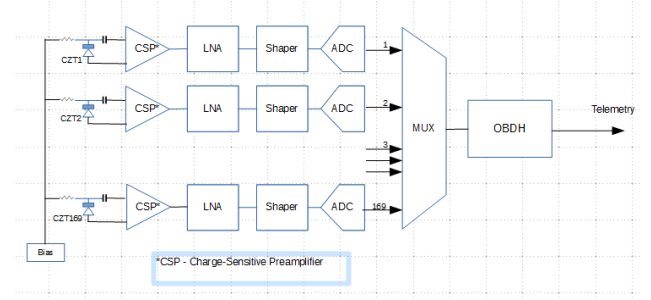 CSP*
LNA
Shaper
ADC
1
CZT1
CSP*
LNA
Shaper
ADC
2
CZT2
3
MUX
OBDH
Telemetry
CSP*
LNA
Shaper
ADC
169
CZT169
Bias
*CSP - Charge-Sensitive Preamplifier